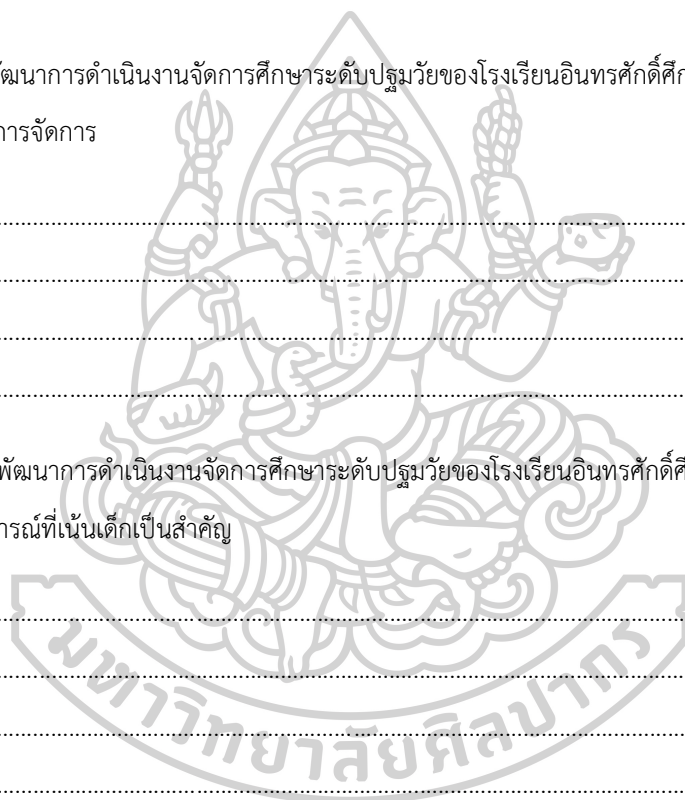 ัฒนาการดำเนินงานจัดการศึกษาระดับปฐมวัยของโรงเรียนอินทรศักดิ์ศึก
การจัดการ
................................................................................
................................................................................
................................................................................
................................................................................
พัฒนาการดำเนินงานจัดการศึกษาระดับปฐมวัยของโรงเรียนอินทรศักดิ์ศึ
ารณ์ที่เน้นเด็กเป็นสำคัญ
................................................................................
................................................................................
มหาวิทยาลัยศิลปากร
................................................................................
................................................................................